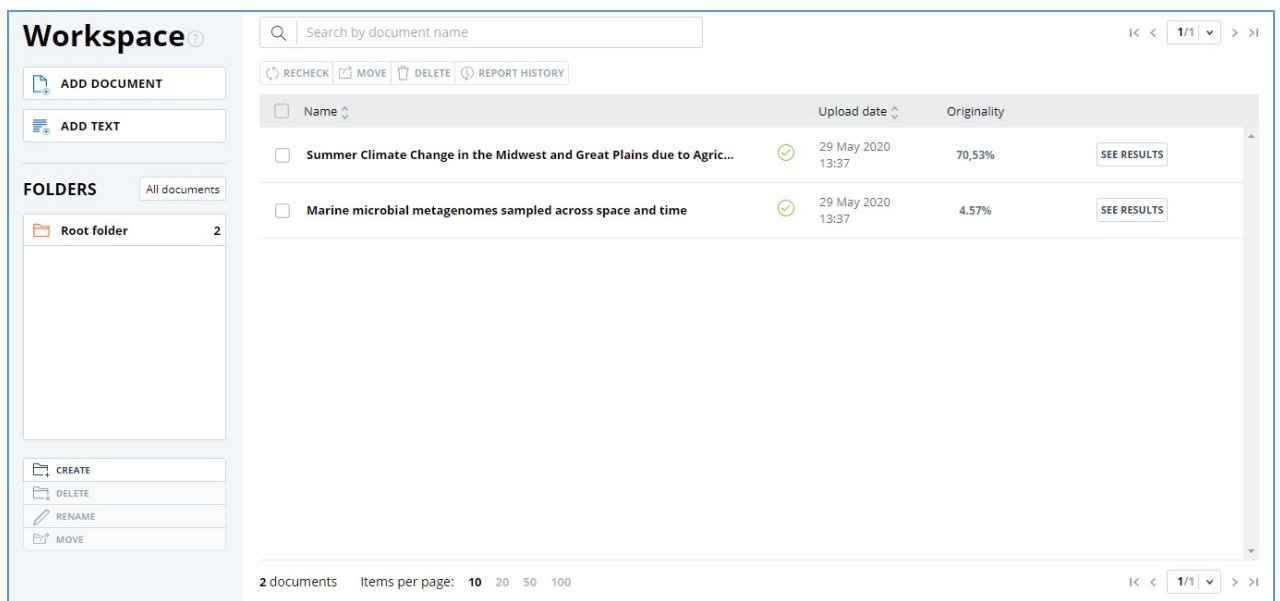 Workspace
ADD DOCUMENT
ADD TEXT
FOLDERS All documents
Root folder 2
CREATE
DELETE
RENAME
MOVE
Search by document name
1/1
RECHECK MOVE DELETE REPORT HISTORY
Name Upload date Originality
Summer Climate Change in the Midwest and Great Plains due to Agric... 29 May 2020 13:37 70,53% SEE RESULTS
Marine microbial metagenomes sampled across space and time 29 May 2020 13:37 4.57% SEE RESULTS
2 documents Items per page: 10 20 50 100 1/1